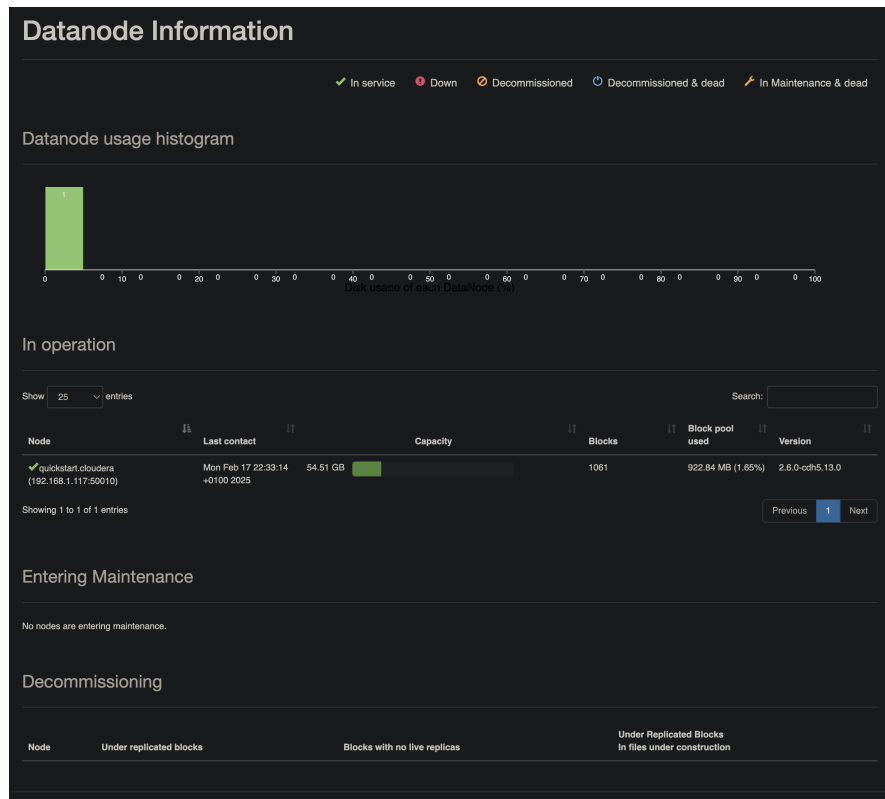 Datanode Information
In service Down Decommissioned Decommissioned & dead In Maintenance & dead
Datanode usage histogram
1
0 0 10 0 0 20 0 0 30 0 0 40 0 0 50 0 0 60 0 0 70 0 0 80 0 0 90 0 0 100
Disk usage of each DataNode (%)
In operation
Show 25 entries Search:
Node Last contact Capacity Blocks Block pool used Version
quickstart.cloudera Mon Feb 17 22:33:14 54.51 GB 1061 922.84 MB (1.65%) 2.6.0-cdh5.13.0
(192.168.1.117:50010) +0100 2025
Showing 1 to 1 of 1 entries Previous 1 Next
Entering Maintenance
No nodes are entering maintenance.
Decommissioning
Under Replicated Blocks
Node Under replicated blocks Blocks with no live replicas In files under construction